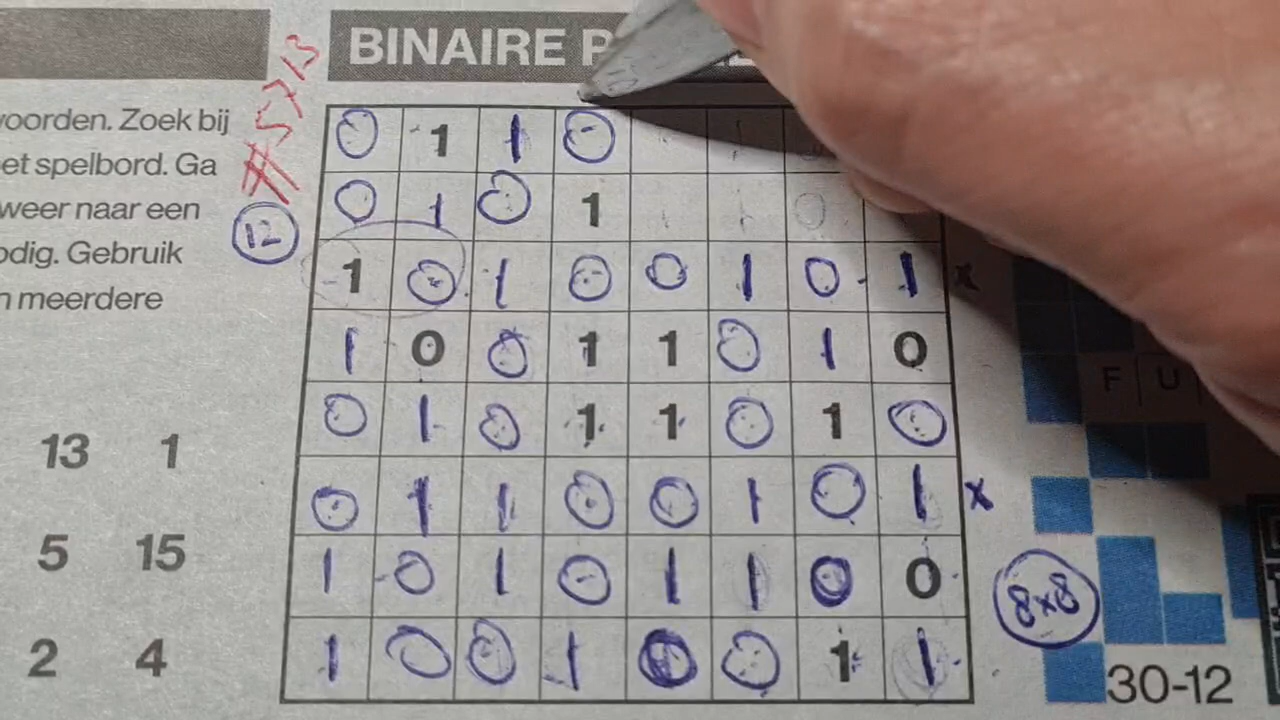 BINAIRE
#5713
voorden. Zoek bij
et spelbord. Ga
weer naar een
odig. Gebruik
n meerdere
12
0 1 1 0
0 1 0 1
1 0 1 0 0 1 0 1 x
1 0 0 1 1 0 1 0
0 1 0 1 1 0 1 0
0 1 1 0 0 1 0 1 x
1 0 1 0 1 1 0 0
1 0 0 1 0 0 1 1
13 1
5 15
2 4
F U
8x8
30-12